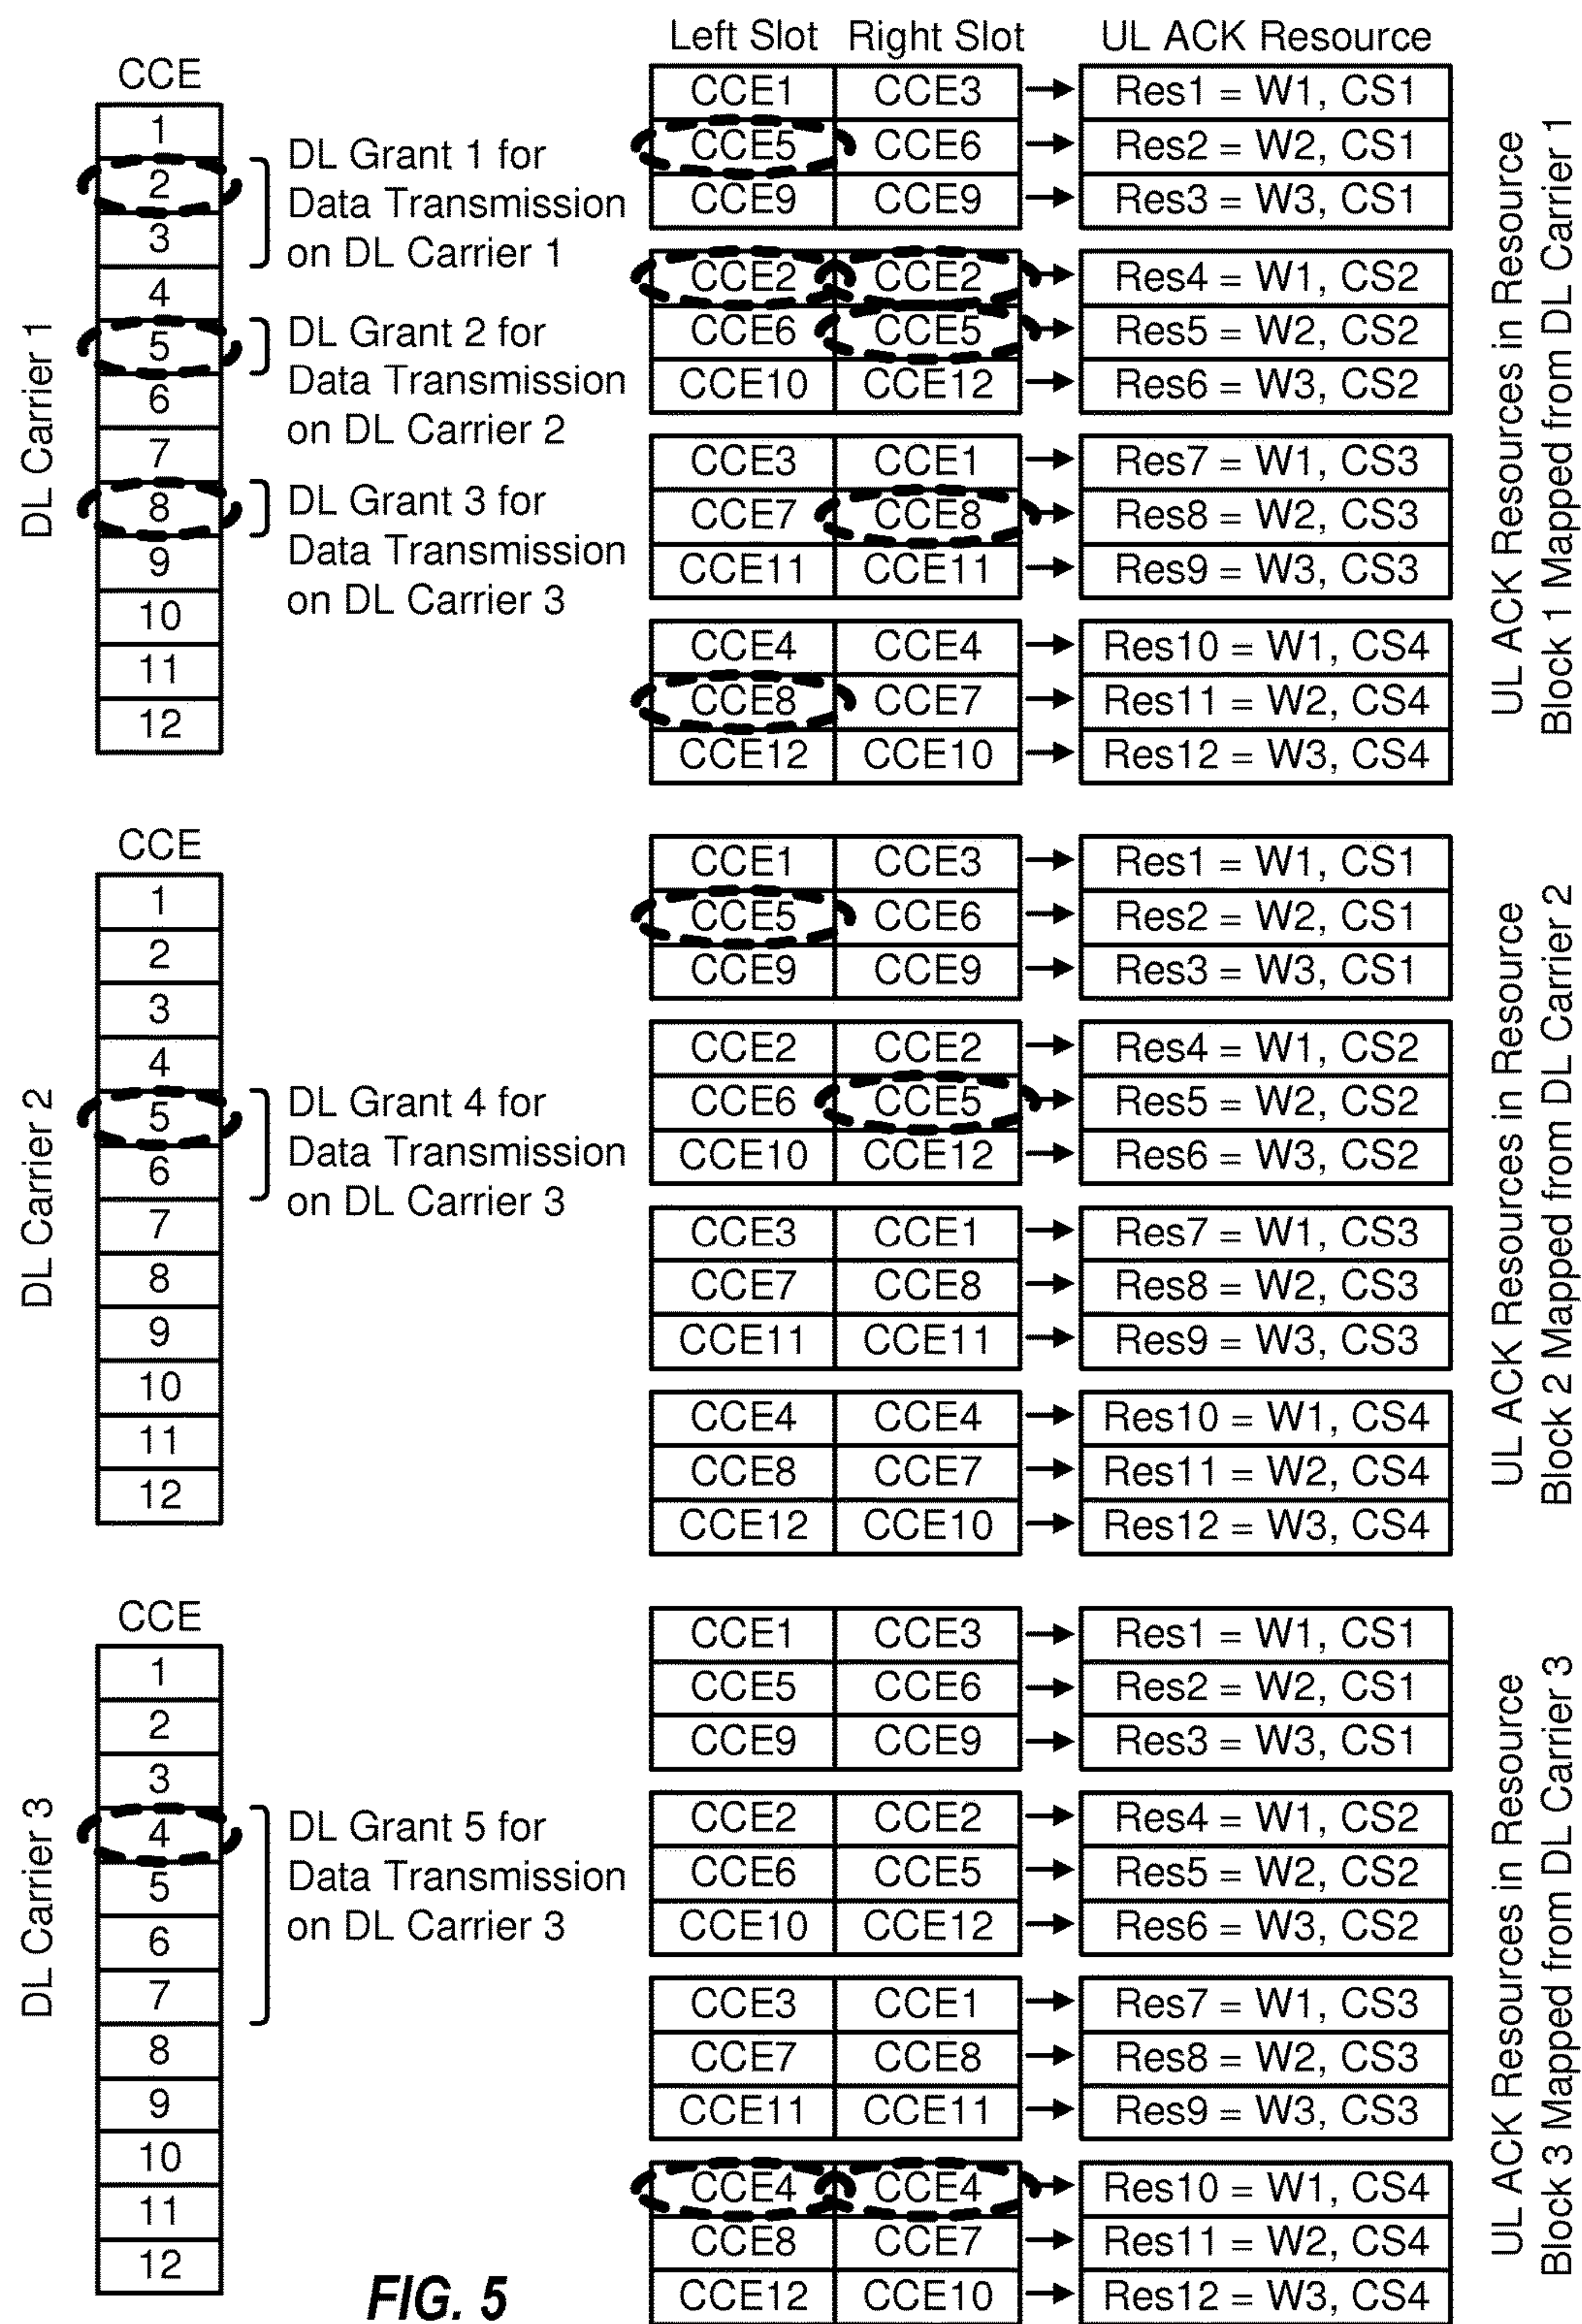 Left Slot Right Slot UL ACK Resource
CCE
1
2
3
4
5
6
7
8
9
10
11
12
DL Carrier 1
DL Grant 1 for
Data Transmission
on DL Carrier 1
DL Grant 2 for
Data Transmission
on DL Carrier 2
DL Grant 3 for
Data Transmission
on DL Carrier 3
CCE1 CCE3 Res1 = W1, CS1
CCE5 CCE6 Res2 = W2, CS1
CCE9 CCE9 Res3 = W3, CS1
CCE2 CCE2 Res4 = W1, CS2
CCE6 CCE5 Res5 = W2, CS2
CCE10 CCE12 Res6 = W3, CS2
CCE3 CCE1 Res7 = W1, CS3
CCE7 CCE8 Res8 = W2, CS3
CCE11 CCE11 Res9 = W3, CS3
CCE4 CCE4 Res10 = W1, CS4
CCE8 CCE7 Res11 = W2, CS4
CCE12 CCE10 Res12 = W3, CS4
UL ACK Resources in Resource
Block 1 Mapped from DL Carrier 1
CCE
1
2
3
4
5
6
7
8
9
10
11
12
DL Carrier 2
DL Grant 4 for
Data Transmission
on DL Carrier 3
CCE1 CCE3 Res1 = W1, CS1
CCE5 CCE6 Res2 = W2, CS1
CCE9 CCE9 Res3 = W3, CS1
CCE2 CCE2 Res4 = W1, CS2
CCE6 CCE5 Res5 = W2, CS2
CCE10 CCE12 Res6 = W3, CS2
CCE3 CCE1 Res7 = W1, CS3
CCE7 CCE8 Res8 = W2, CS3
CCE11 CCE11 Res9 = W3, CS3
CCE4 CCE4 Res10 = W1, CS4
CCE8 CCE7 Res11 = W2, CS4
CCE12 CCE10 Res12 = W3, CS4
UL ACK Resources in Resource
Block 2 Mapped from DL Carrier 2
CCE
1
2
3
4
5
6
7
8
9
10
11
12
DL Carrier 3
DL Grant 5 for
Data Transmission
on DL Carrier 3
CCE1 CCE3 Res1 = W1, CS1
CCE5 CCE6 Res2 = W2, CS1
CCE9 CCE9 Res3 = W3, CS1
CCE2 CCE2 Res4 = W1, CS2
CCE6 CCE5 Res5 = W2, CS2
CCE10 CCE12 Res6 = W3, CS2
CCE3 CCE1 Res7 = W1, CS3
CCE7 CCE8 Res8 = W2, CS3
CCE11 CCE11 Res9 = W3, CS3
CCE4 CCE4 Res10 = W1, CS4
CCE8 CCE7 Res11 = W2, CS4
CCE12 CCE10 Res12 = W3, CS4
UL ACK Resources in Resource
Block 3 Mapped from DL Carrier 3
FIG. 5